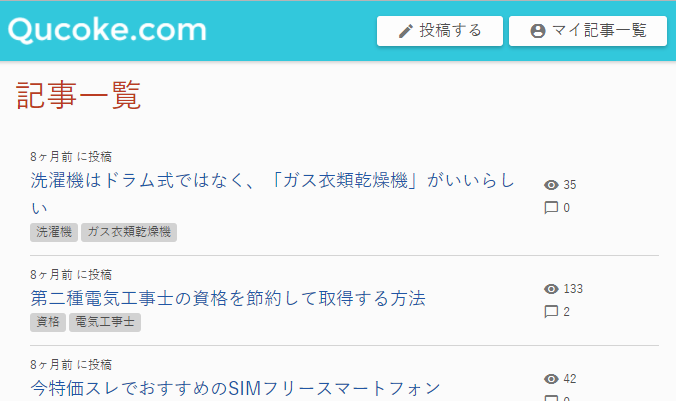 Qucoke.com
投稿する
マイ記事一覧
記事一覧
8ヶ月前 に投稿
洗濯機はドラム式ではなく、「ガス衣類乾燥機」がいいらし
い
35
0
洗濯機 ガス衣類乾燥機
8ヶ月前 に投稿
第二種電気工事士の資格を節約して取得する方法
133
2
資格 電気工事士
8ヶ月前 に投稿
今特価スレでおすすめのSIMフリースマートフォン
42